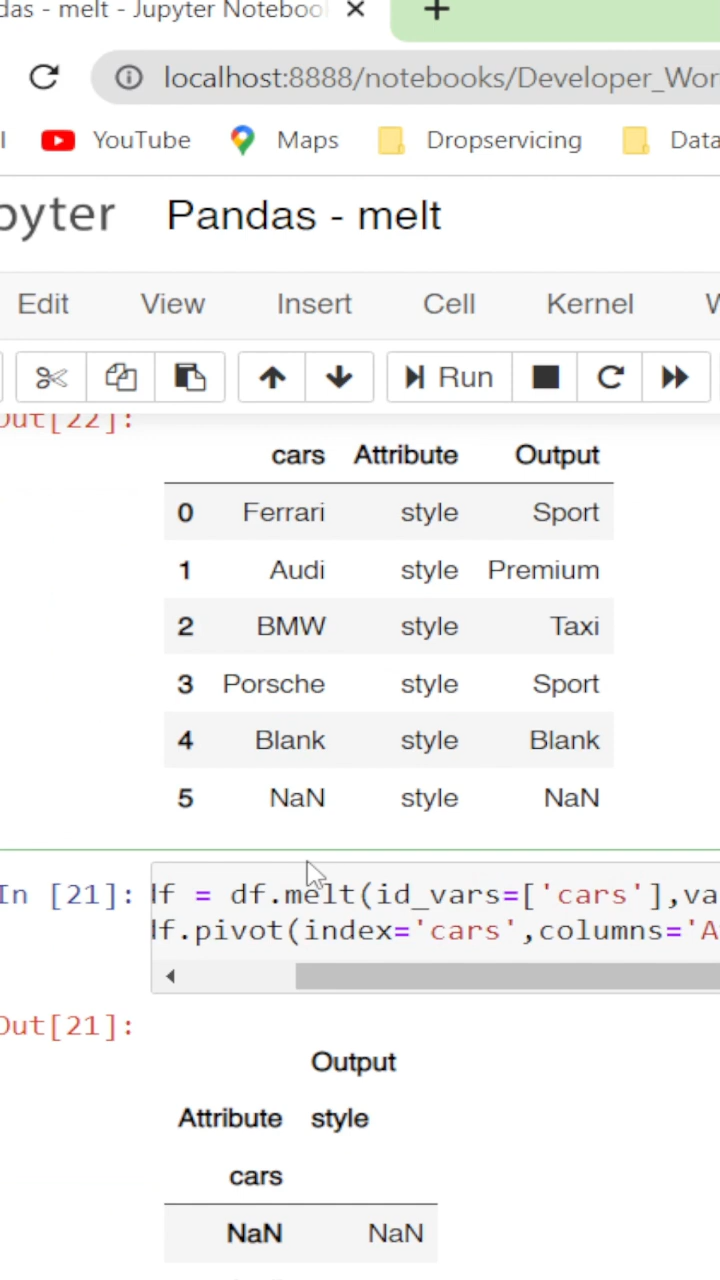 das - melt - Jupyter Noteboo
localhost:8888/notebooks/Developer_Wor
YouTube Maps Dropservicing Data
pyter Pandas - melt
Edit View Insert Cell Kernel W
Run
Out[22]:
cars Attribute Output
0 Ferrari style Sport
1 Audi style Premium
2 BMW style Taxi
3 Porsche style Sport
4 Blank style Blank
5 NaN style NaN
In [21]: df = df.melt(id_vars=['cars'],va
df.pivot(index='cars',columns='A
Out[21]:
Output
Attribute style
cars
NaN NaN